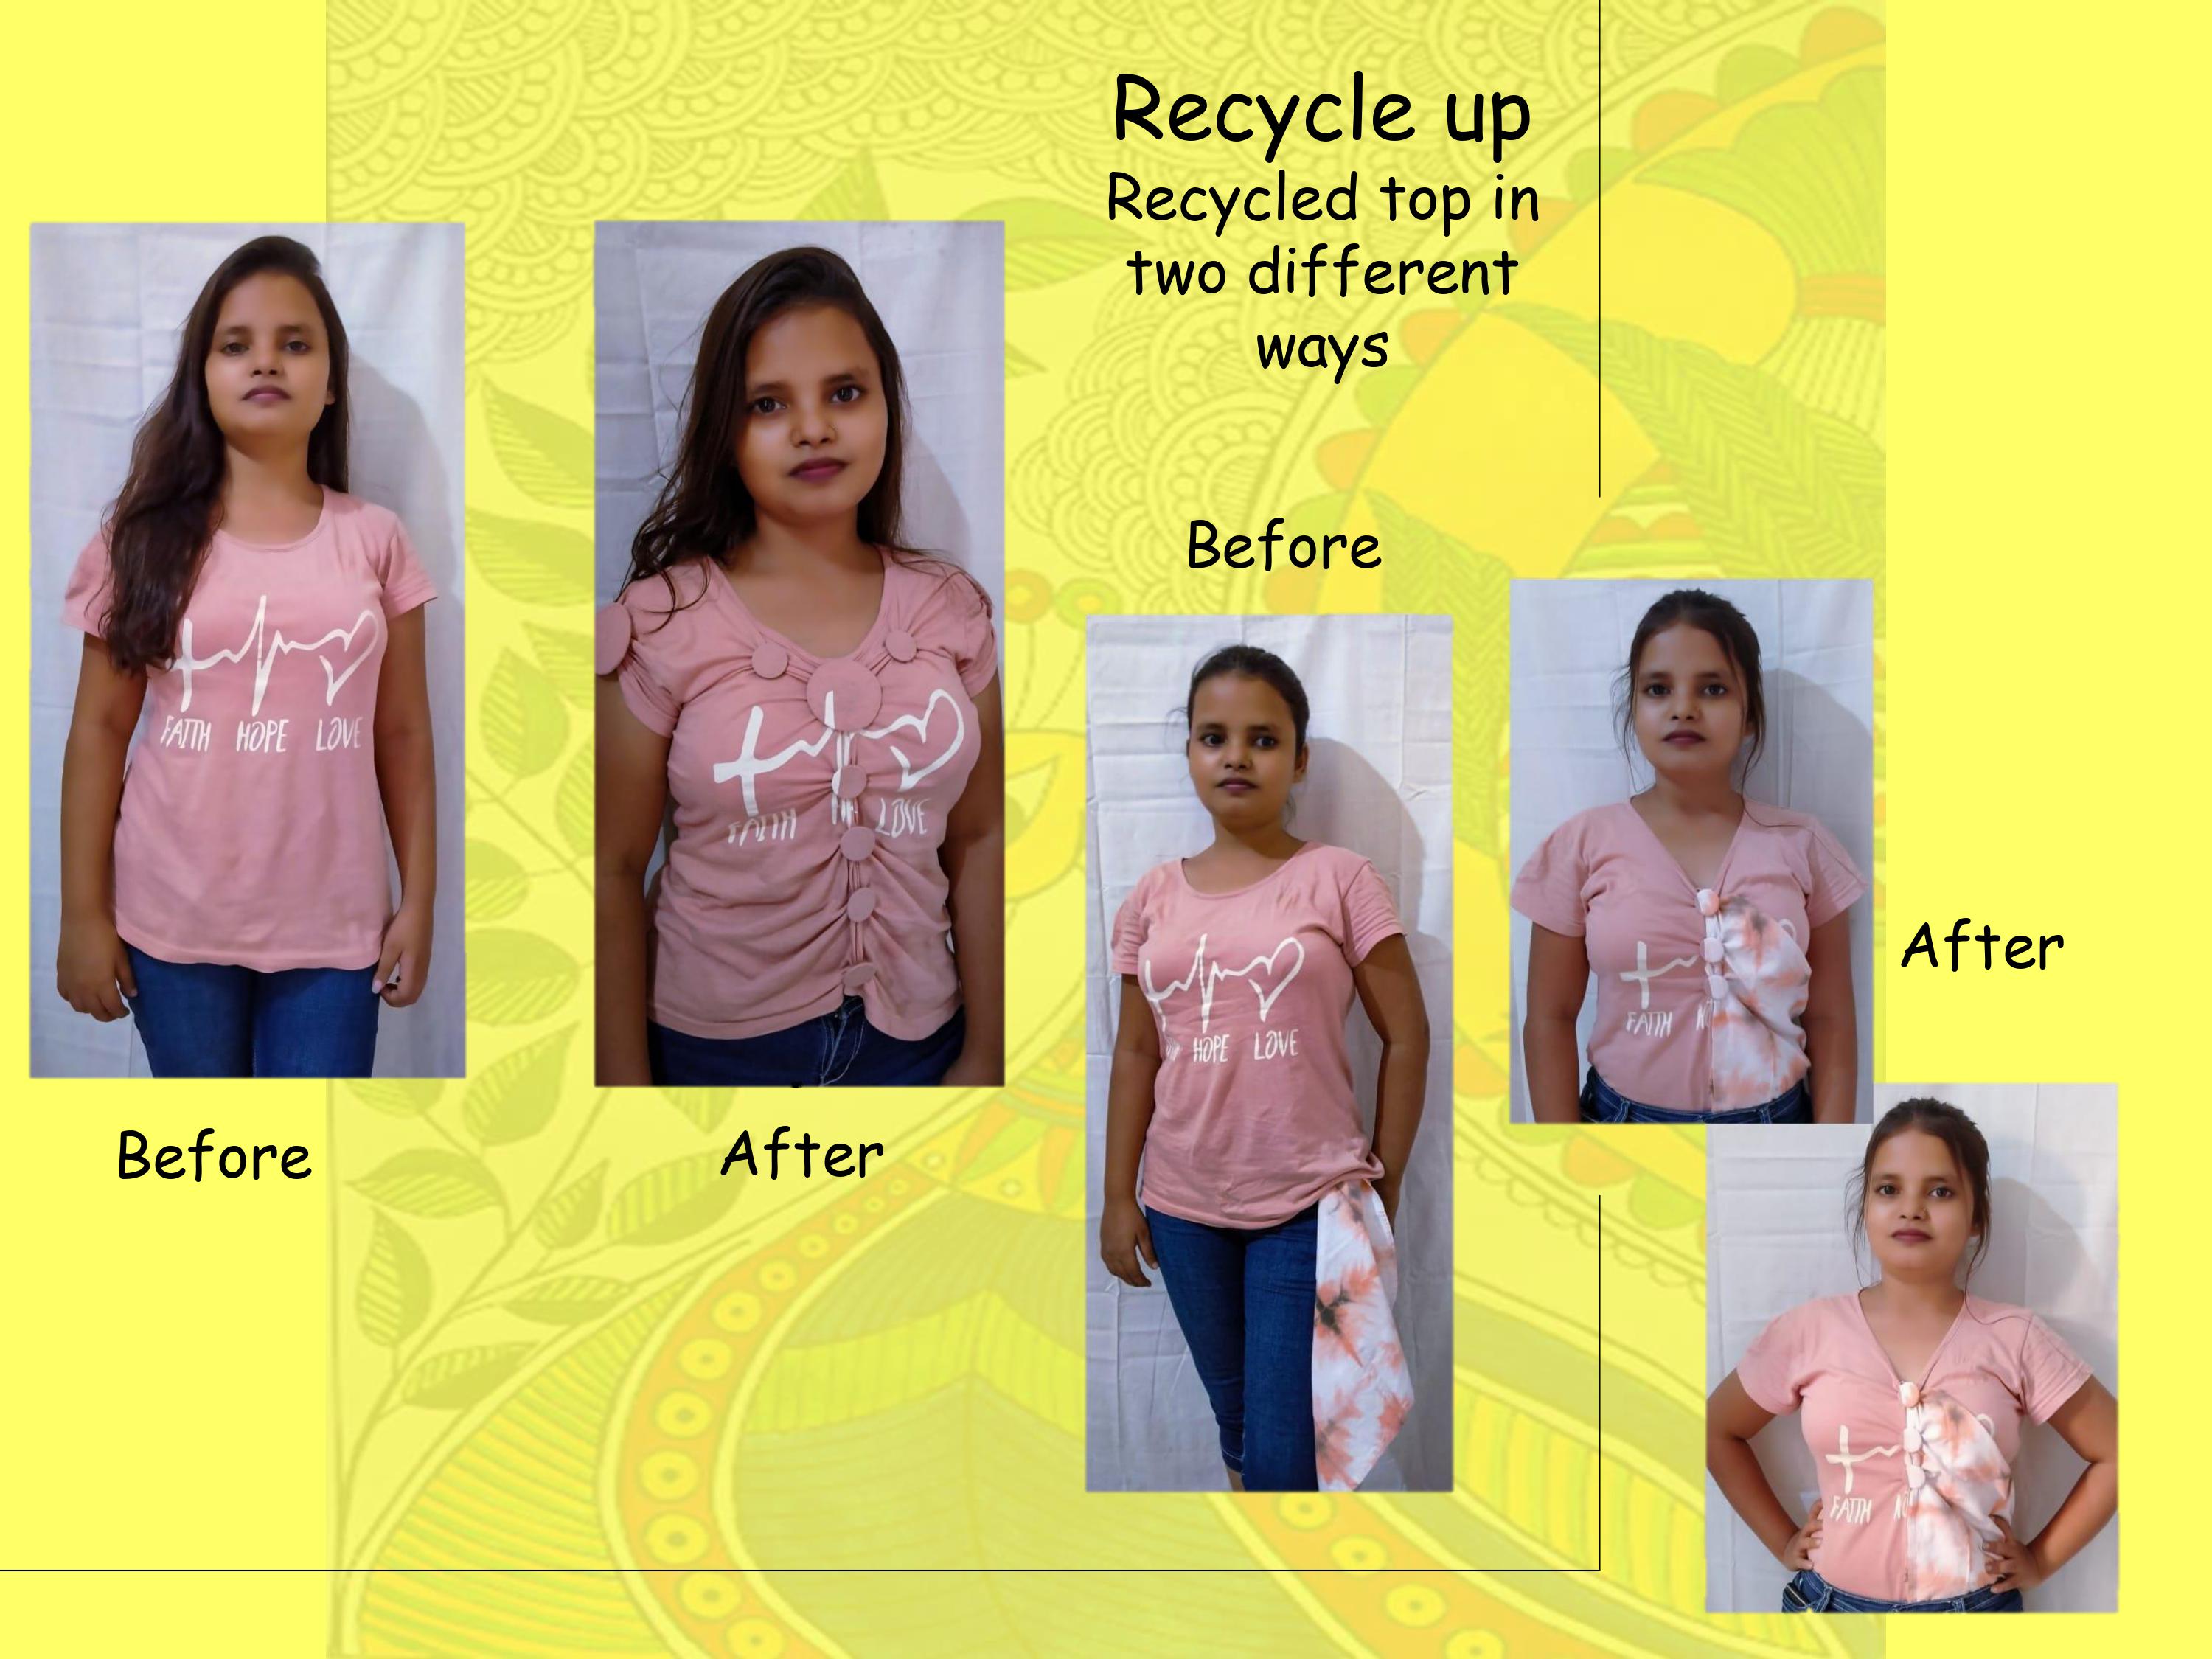 Recycle up
Recycled top in
two different
ways
FAITH HOPE LOVE
Before
FAITH LOVE
After
Before
HOPE LOVE
FAITH
After
FAITH